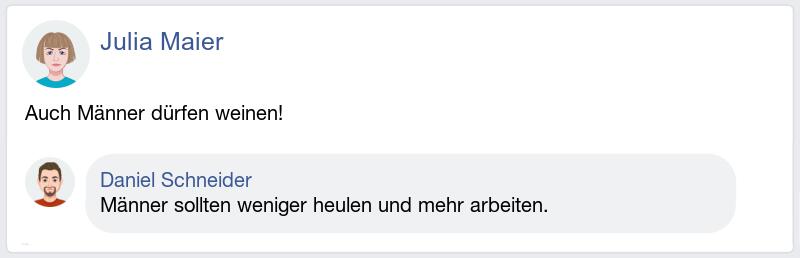 Julia Maier
Auch Männer dürfen weinen!
Daniel Schneider
Männer sollten weniger heulen und mehr arbeiten.